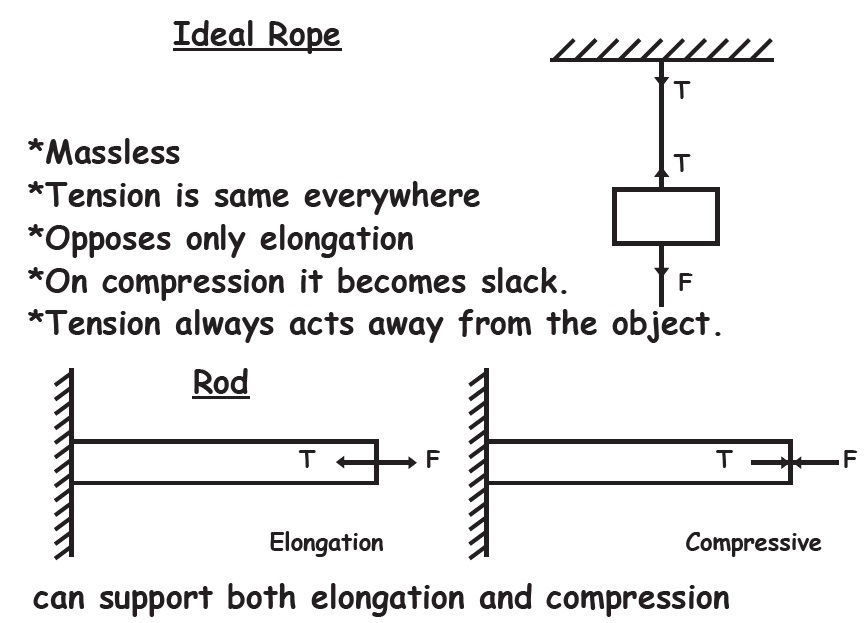 Ideal Rope
T
T
*Massless
*Tension is same everywhere
*Opposes only elongation
*On compression it becomes slack.
F
*Tension always acts away from the object.
Rod
T F
T F
Elongation
Compressive
can support both elongation and compression